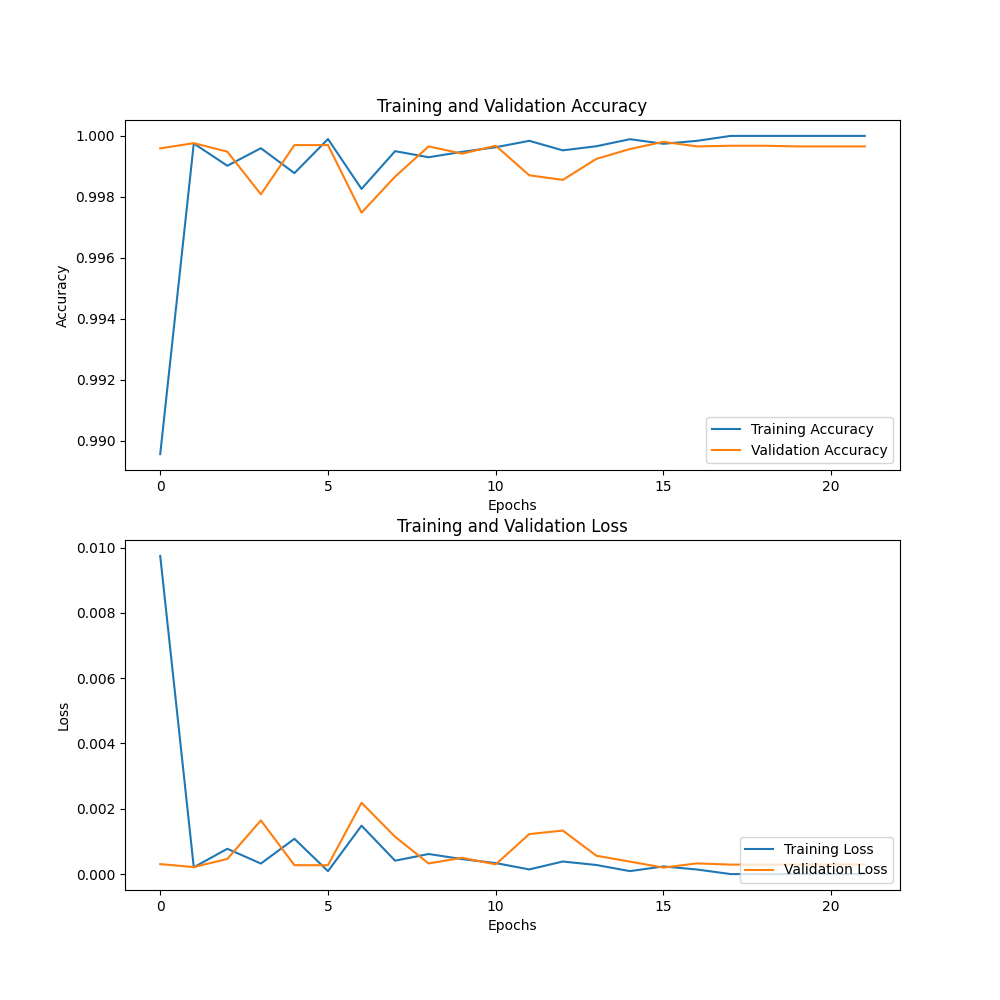 Training and Validation Accuracy
1.000
0.998
0.996
0.994
0.992
0.990
Accuracy
Training Accuracy
Validation Accuracy
0 5 10 15 20
Epochs
Training and Validation Loss
0.010
0.008
0.006
0.004
0.002
0.000
Loss
Training Loss
Validation Loss
0 5 10 15 20
Epochs